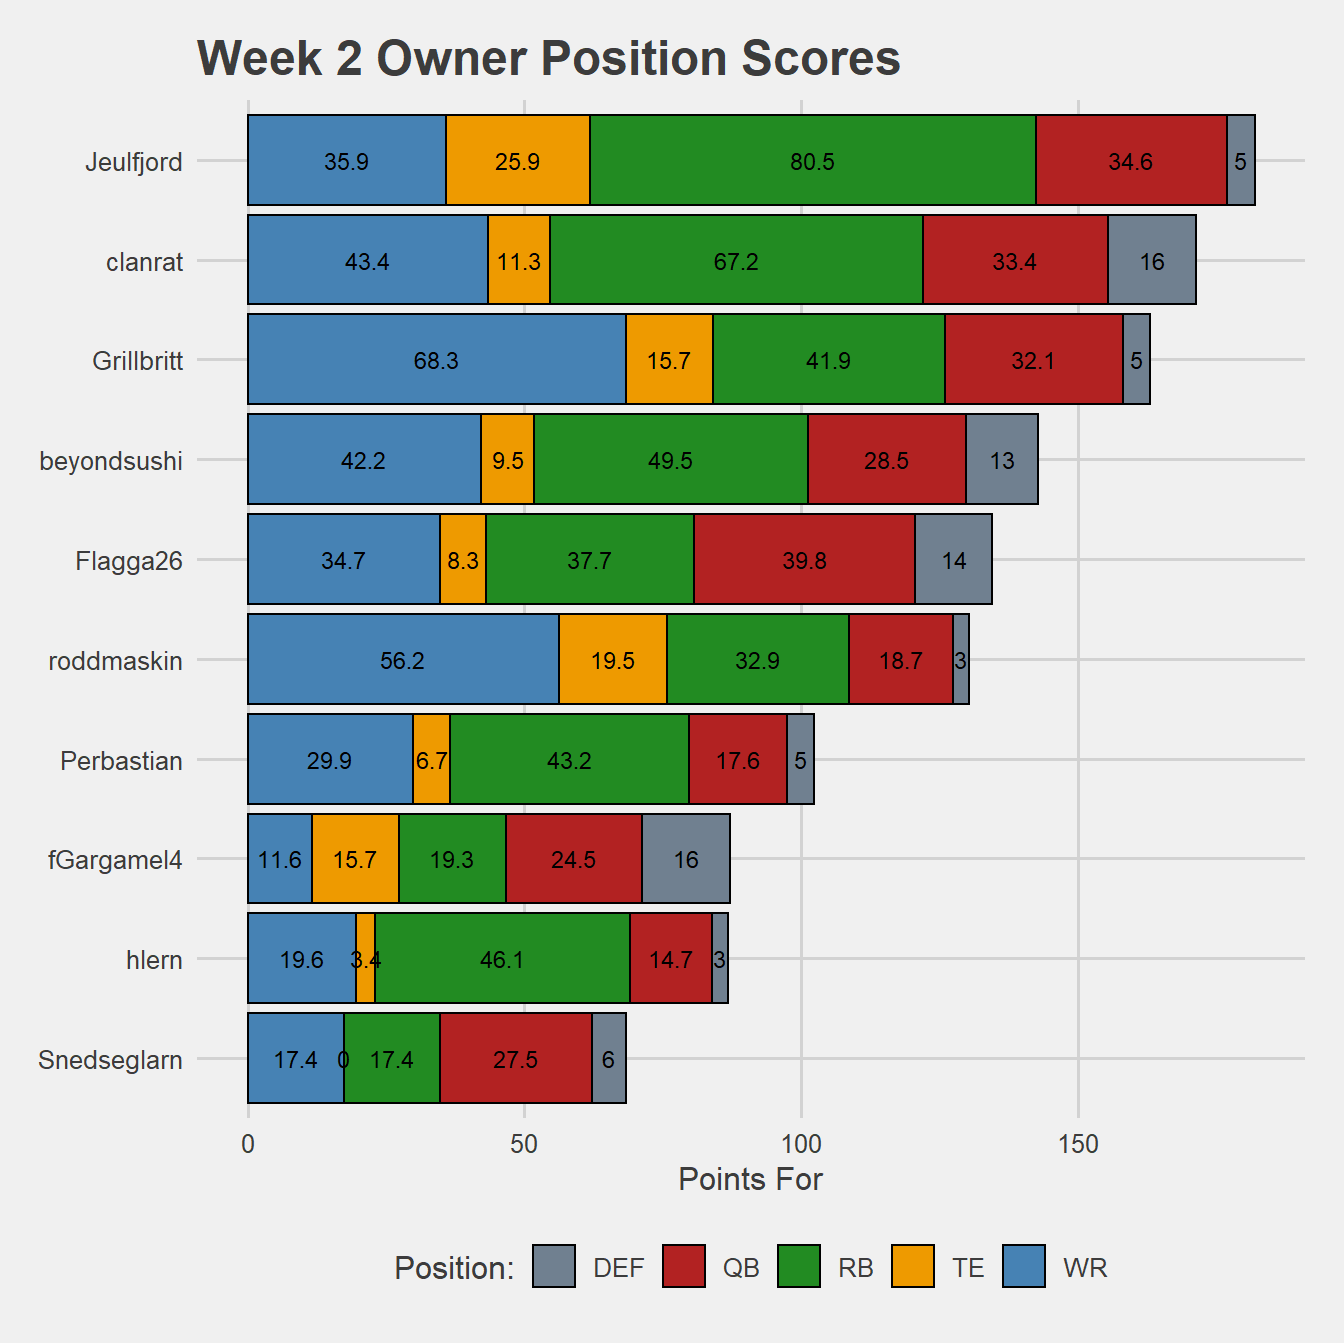 Week 2 Owner Position Scores
Jeulfjord 35.9 25.9 80.5 34.6 5
clanrat 43.4 11.3 67.2 33.4 16
Grillbritt 68.3 15.7 41.9 32.1 5
beyondsushi 42.2 9.5 49.5 28.5 13
Flagga26 34.7 8.3 37.7 39.8 14
roddmaskin 56.2 19.5 32.9 18.7 3
Perbastian 29.9 6.7 43.2 17.6 5
fGargamel4 11.6 15.7 19.3 24.5 16
hlern 19.6 3.4 46.1 14.7 3
Snedseglarn 17.4 0 17.4 27.5 6
0 50 100 150
Points For
Position: DEF QB RB TE WR